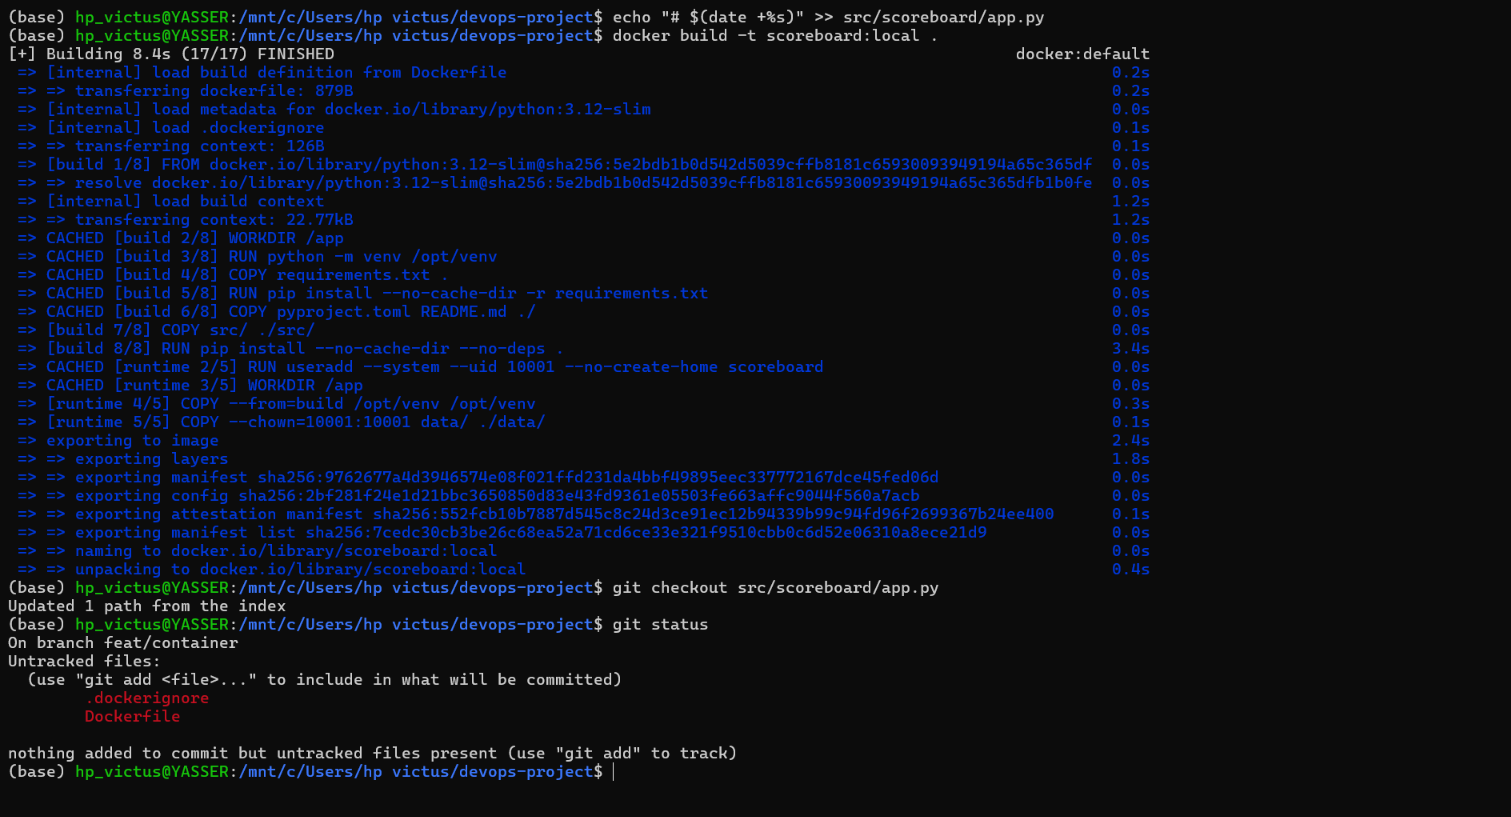 (base) hp_victus@YASSER:/mnt/c/Users/hp victus/devops-project$ echo "# $(date +%s)" >> src/scoreboard/app.py
(base) hp_victus@YASSER:/mnt/c/Users/hp victus/devops-project$ docker build -t scoreboard:local .
[+] Building 8.4s (17/17) FINISHED docker:default
=> [internal] load build definition from Dockerfile 0.2s
=> => transferring dockerfile: 879B 0.2s
=> [internal] load metadata for docker.io/library/python:3.12-slim 0.0s
=> [internal] load .dockerignore 0.1s
=> => transferring context: 126B 0.1s
=> [build 1/8] FROM docker.io/library/python:3.12-slim@sha256:5e2bdb1b0d542d5039cffb8181c65930093949194a65c365df 0.0s
=> => resolve docker.io/library/python:3.12-slim@sha256:5e2bdb1b0d542d5039cffb8181c65930093949194a65c365dfb1b0fe 0.0s
=> [internal] load build context 1.2s
=> => transferring context: 22.77kB 1.2s
=> CACHED [build 2/8] WORKDIR /app 0.0s
=> CACHED [build 3/8] RUN python -m venv /opt/venv 0.0s
=> CACHED [build 4/8] COPY requirements.txt . 0.0s
=> CACHED [build 5/8] RUN pip install --no-cache-dir -r requirements.txt 0.0s
=> CACHED [build 6/8] COPY pyproject.toml README.md ./ 0.0s
=> [build 7/8] COPY src/ ./src/ 0.0s
=> [build 8/8] RUN pip install --no-cache-dir --no-deps . 3.4s
=> CACHED [runtime 2/5] RUN useradd --system --uid 10001 --no-create-home scoreboard 0.0s
=> CACHED [runtime 3/5] WORKDIR /app 0.0s
=> [runtime 4/5] COPY --from=build /opt/venv /opt/venv 0.3s
=> [runtime 5/5] COPY --chown=10001:10001 data/ ./data/ 0.1s
=> exporting to image 2.4s
=> => exporting layers 1.8s
=> => exporting manifest sha256:9762677a4d3946574e08f021ffd231da4bbf49895eec337772167dce45fed06d 0.0s
=> => exporting config sha256:2bf281f24e1d21bbc3650850d83e43fd9361e05503fe663affc9044f560a7acb 0.0s
=> => exporting attestation manifest sha256:552fcb10b7887d545c8c24d3ce91ec12b94339b99c94fd96f2699367b24ee400 0.1s
=> => exporting manifest list sha256:7cedc30cb3be26c68ea52a71cd6ce33e321f9510cbb0c6d52e06310a8ece21d9 0.0s
=> => naming to docker.io/library/scoreboard:local 0.0s
=> => unpacking to docker.io/library/scoreboard:local 0.4s
(base) hp_victus@YASSER:/mnt/c/Users/hp victus/devops-project$ git checkout src/scoreboard/app.py
Updated 1 path from the index
(base) hp_victus@YASSER:/mnt/c/Users/hp victus/devops-project$ git status
On branch feat/container
Untracked files:
(use "git add <file>..." to include in what will be committed)
.dockerignore
Dockerfile
nothing added to commit but untracked files present (use "git add" to track)
(base) hp_victus@YASSER:/mnt/c/Users/hp victus/devops-project$